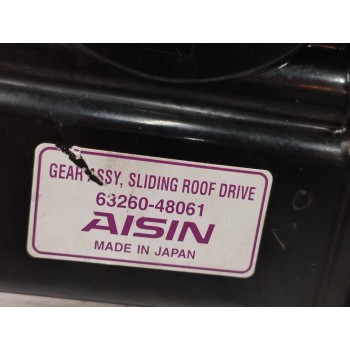 GEAR ASSY, SLIDING ROOF DRIVE
63260-48061
AISIN
MADE IN JAPAN